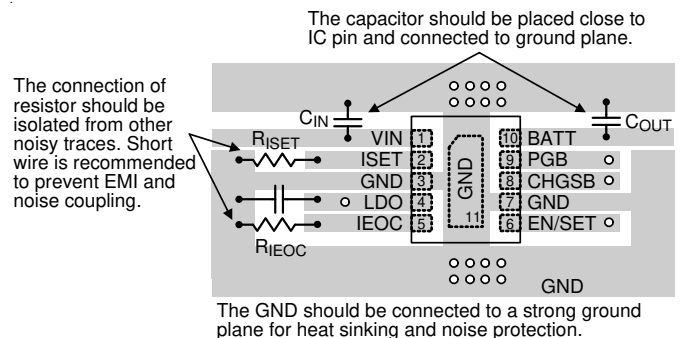 The capacitor should be placed close to
IC pin and connected to ground plane.
The connection of
resistor should be
isolated from other
noisy traces. Short
wire is recommended
to prevent EMI and
noise coupling.
CIN
COUT
RISET
VIN 1
10 BATT
ISET 2
9 PGB
GND 3
8 CHGSB
LDO 4
7 GND
IEOC 5
6 EN/SET
GND
11
RIEOC
GND
The GND should be connected to a strong ground
plane for heat sinking and noise protection.